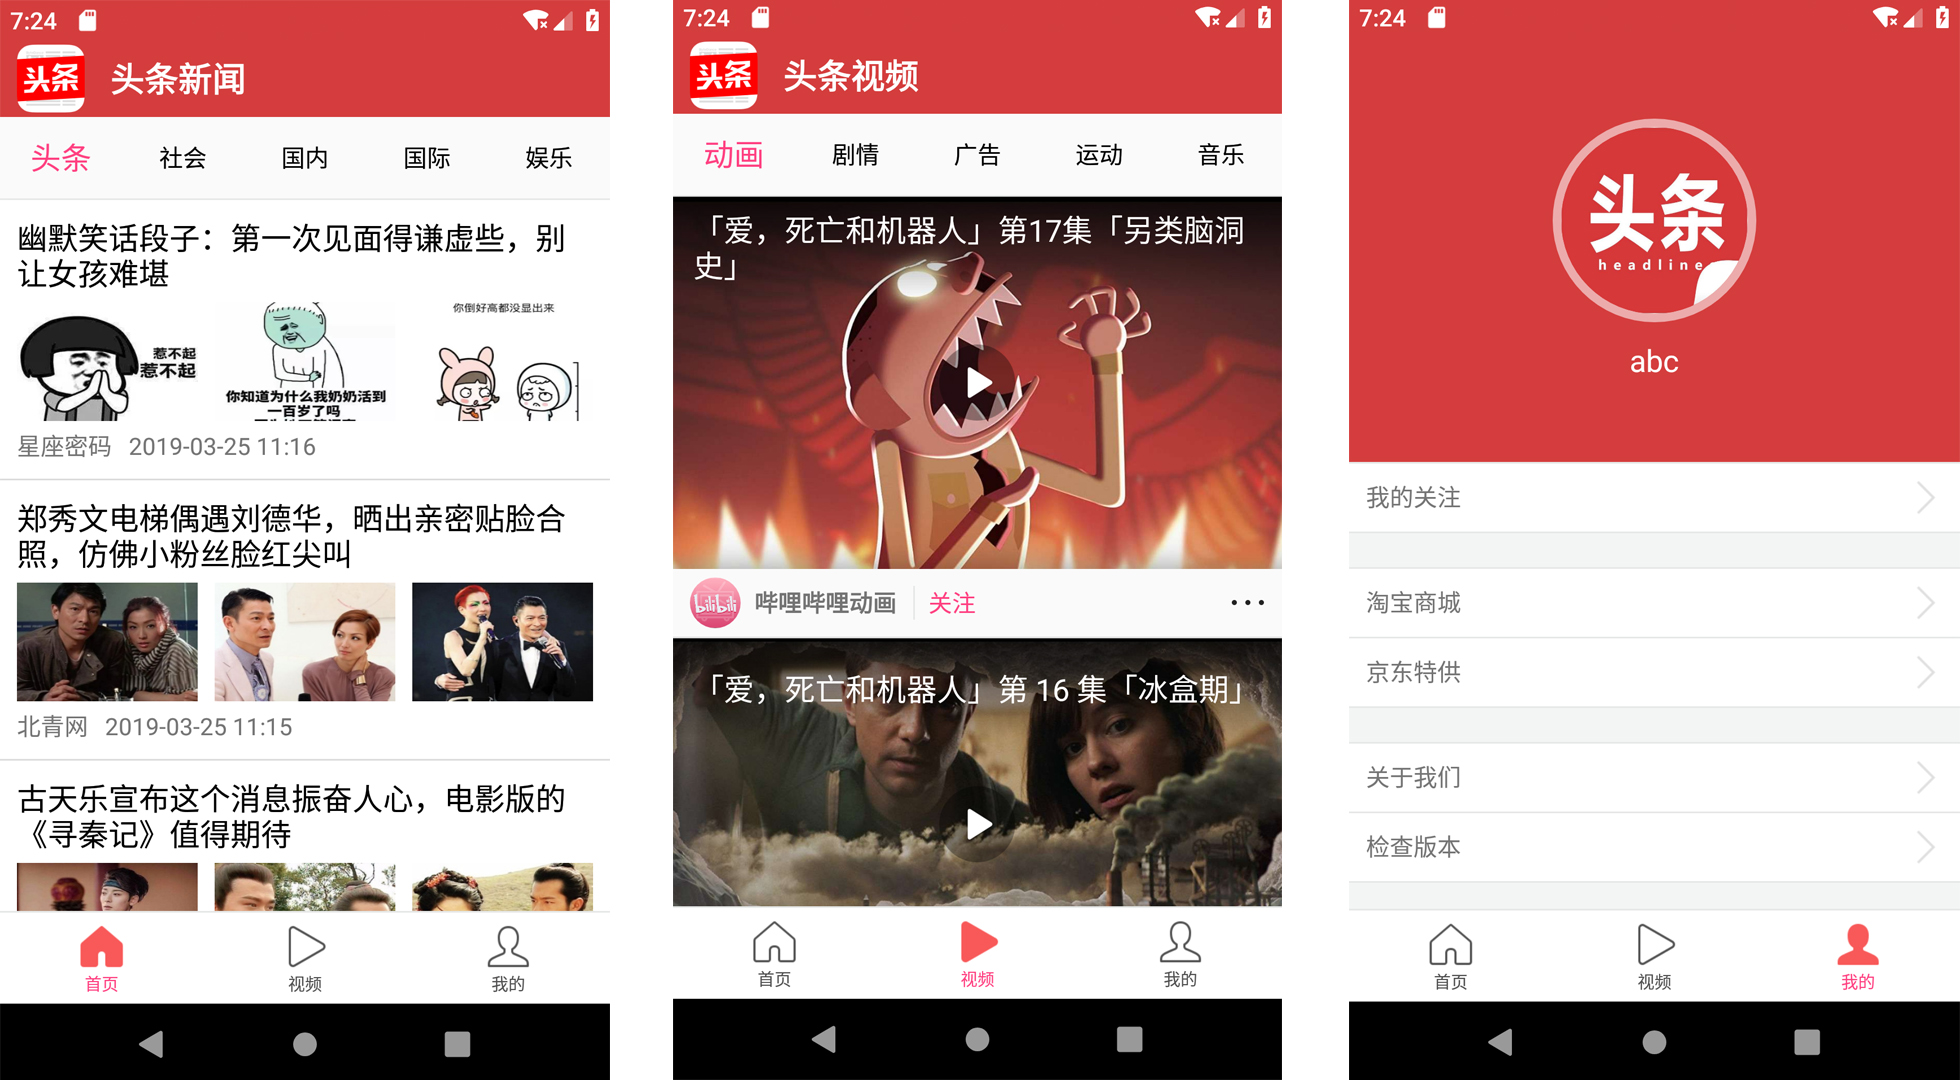 7:24
头条
头条新闻
头条
社会
国内
国际
娱乐
幽默笑话段子：第一次见面得谦虚些，别
让女孩难堪
惹不起
惹不起
你知道为什么我奶奶活到
一百岁了吗
你倒好高都没显出来
星座密码 2019-03-25 11:16
郑秀文电梯偶遇刘德华，晒出亲密贴脸合
照，仿佛小粉丝脸红尖叫
北青网 2019-03-25 11:15
古天乐宣布这个消息振奋人心，电影版的
《寻秦记》值得期待
首页
视频
我的
7:24
头条
头条视频
动画
剧情
广告
运动
音乐
「爱，死亡和机器人」第17集「另类脑洞
史」
bilibili
哔哩哔哩动画
关注
「爱，死亡和机器人」第 16 集「冰盒期」
首页
视频
我的
7:24
头条
headline
abc
我的关注
淘宝商城
京东特供
关于我们
检查版本
首页
视频
我的